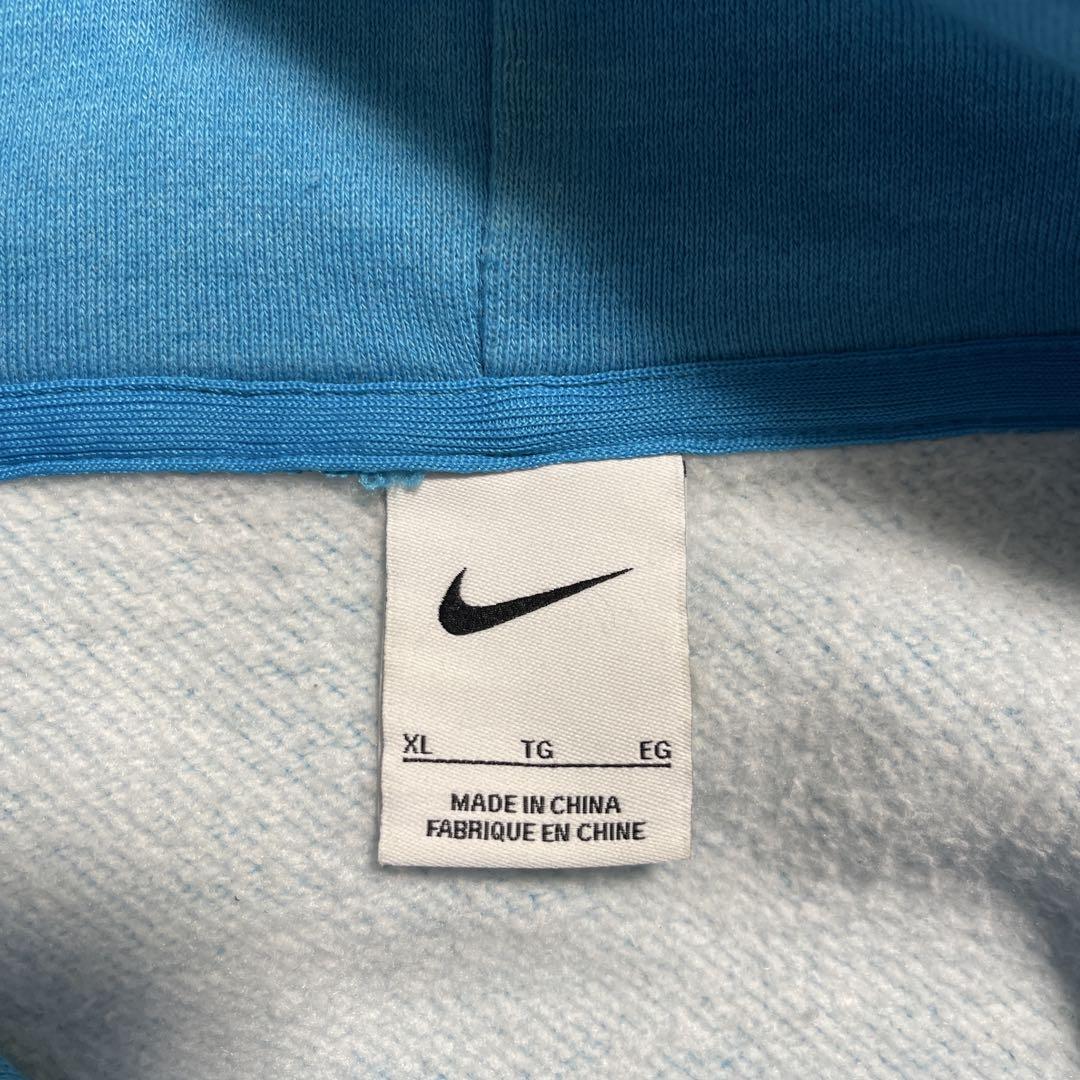 XL TG EG
MADE IN CHINA
FABRIQUE EN CHINE